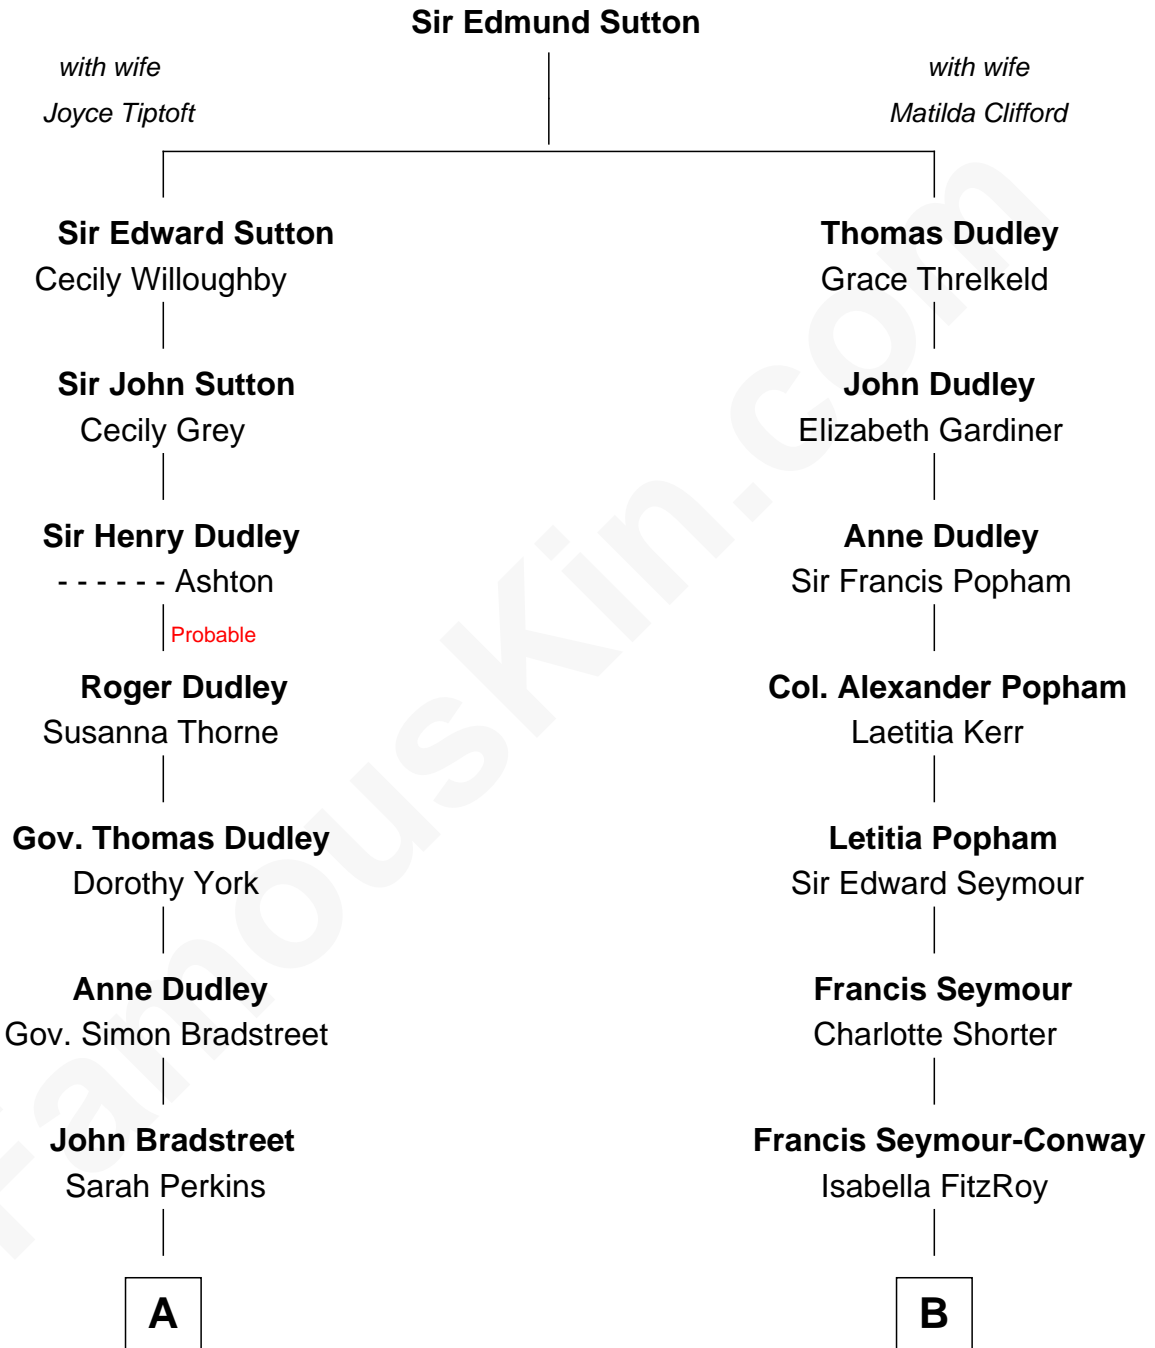 Sir Edmund Sutton
with wife
Joyce Tiptoft
with wife
Matilda Clifford
Sir Edward Sutton
Cecily Willoughby
Thomas Dudley
Grace Threlkeld
Sir John Sutton
Cecily Grey
John Dudley
Elizabeth Gardiner
Sir Henry Dudley
- - - - - - Ashton
Anne Dudley
Sir Francis Popham
Probable
Roger Dudley
Susanna Thorne
Col. Alexander Popham
Laetitia Kerr
Gov. Thomas Dudley
Dorothy York
Letitia Popham
Sir Edward Seymour
Anne Dudley
Gov. Simon Bradstreet
Francis Seymour
Charlotte Shorter
John Bradstreet
Sarah Perkins
Francis Seymour-Conway
Isabella FitzRoy
A
B
FamousKin.com